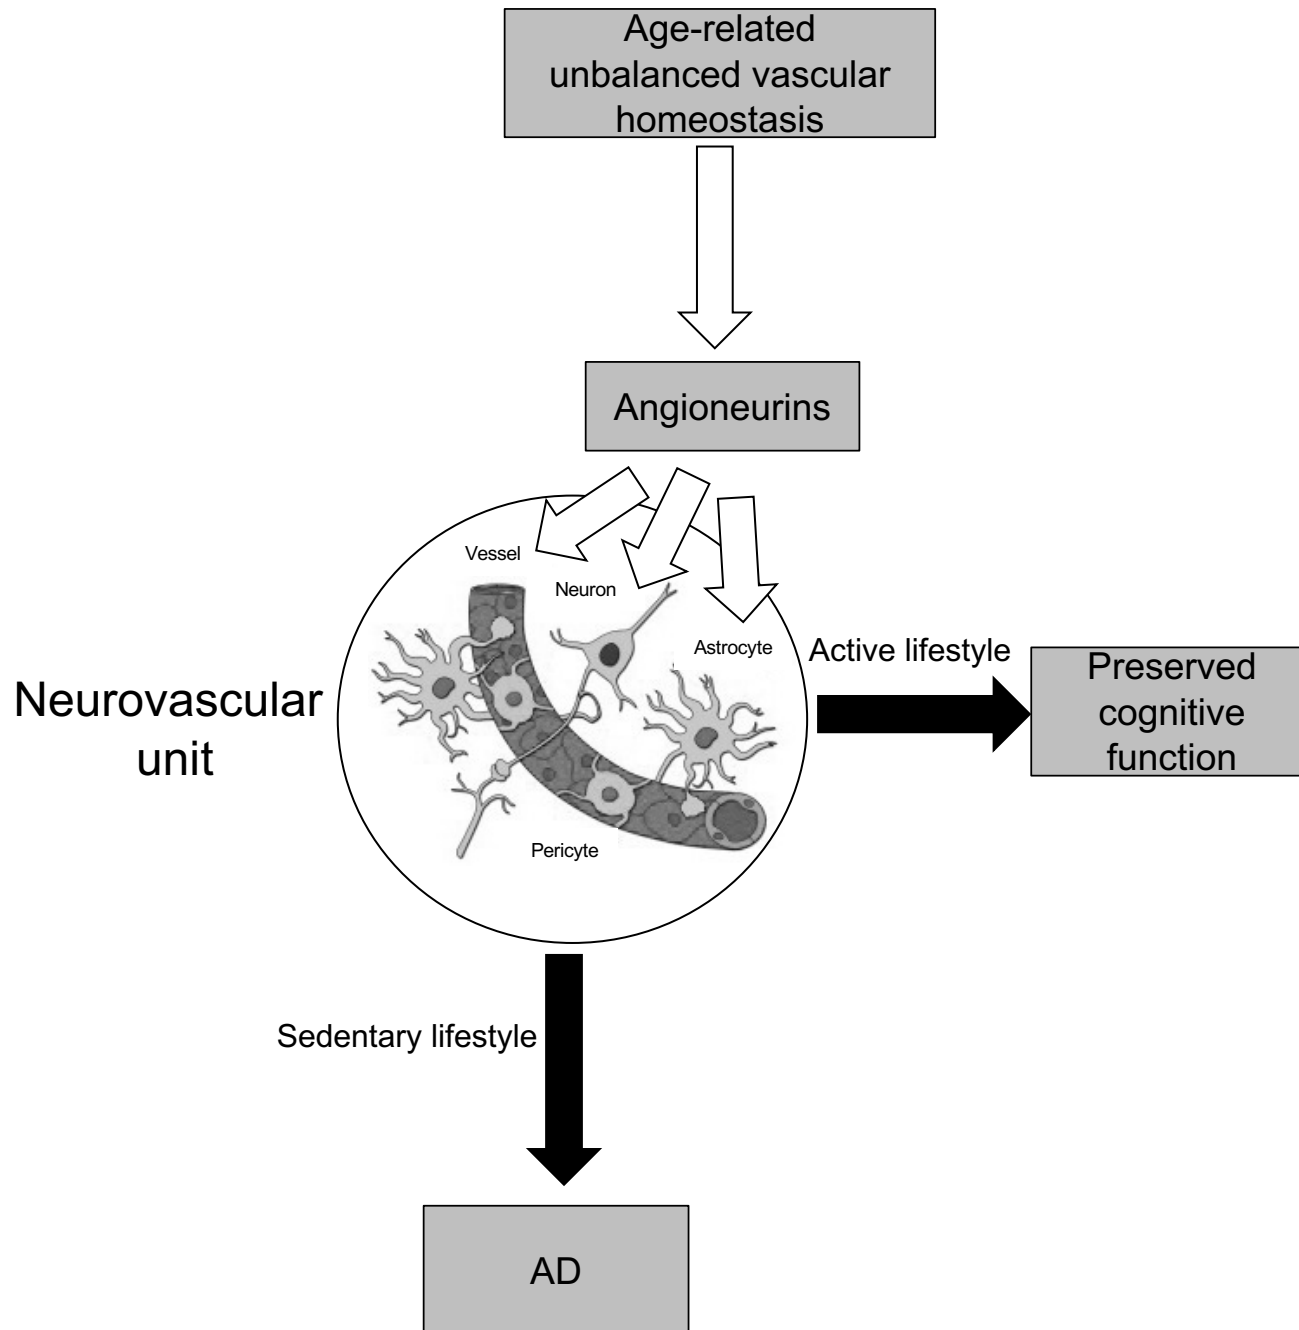 Age-related
unbalanced vascular
homeostasis
Angioneurins
Vessel
Neuron
Astrocyte
Pericyte
Neurovascular
unit
Active lifestyle
Preserved
cognitive
function
Sedentary lifestyle
AD